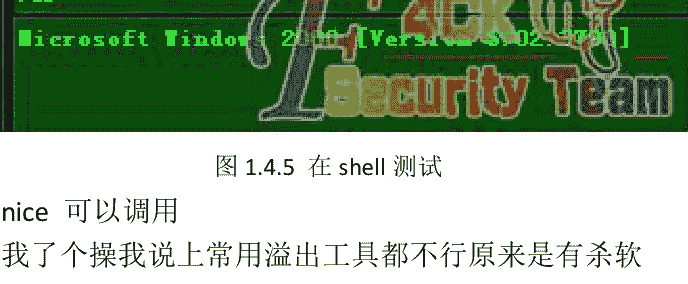 Microsoft Windows 2000 [Version
Security Team
图 1.4.5 在 shell 测试
nice 可以调用
我了个操我说上常用溢出工具都不行原来是有杀软